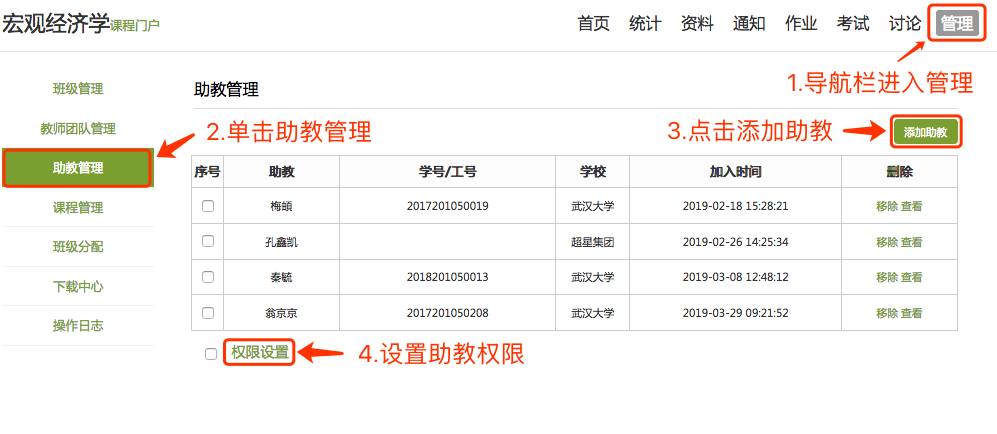 宏观经济学课程门户
首页 统计 资料 通知 作业 考试 讨论 管理
1.导航栏进入管理
班级管理
教师团队管理
助教管理
课程管理
班级分配
下载中心
操作日志
助教管理
2.单击助教管理
3.点击添加助教
添加助教
序号 助教 学号/工号 学校 加入时间 删除
梅頔 2017201050019 武汉大学 2019-02-18 15:28:21 移除 查看
孔鑫凯 超星集团 2019-02-26 14:25:34 移除 查看
秦毓 2018201050013 武汉大学 2019-03-08 12:48:12 移除 查看
翁京京 2017201050208 武汉大学 2019-03-29 09:21:52 移除 查看
权限设置
4.设置助教权限